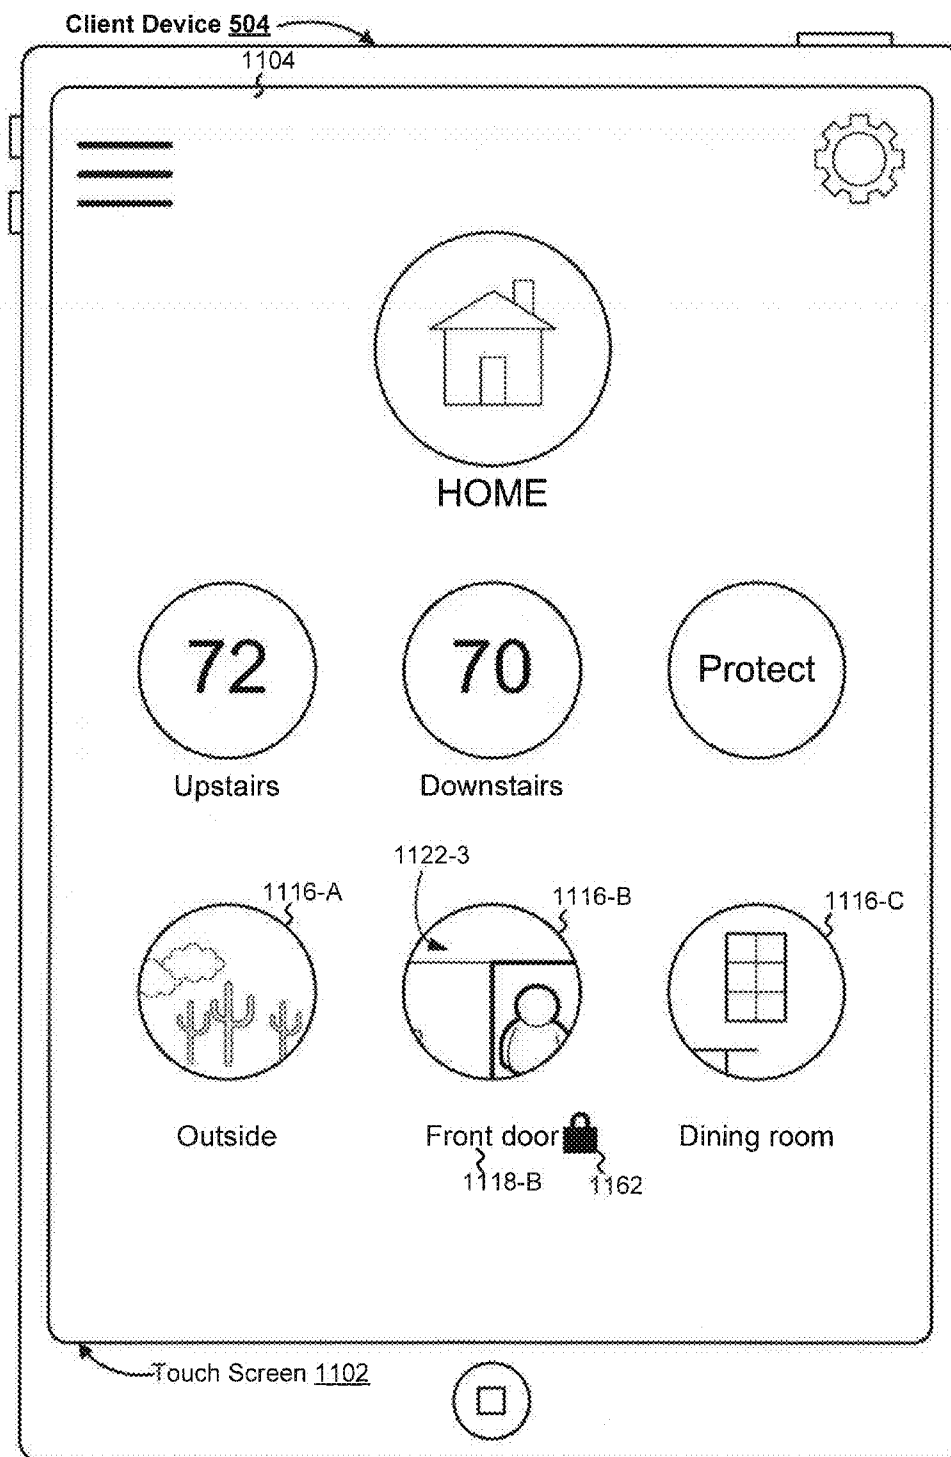 Client Device 504
1104
HOME
72
70
Protect
Upstairs
Downstairs
1122-3
1116-A
1116-B
1116-C
Outside
Front door
Dining room
1118-B
1162
Touch Screen 1102